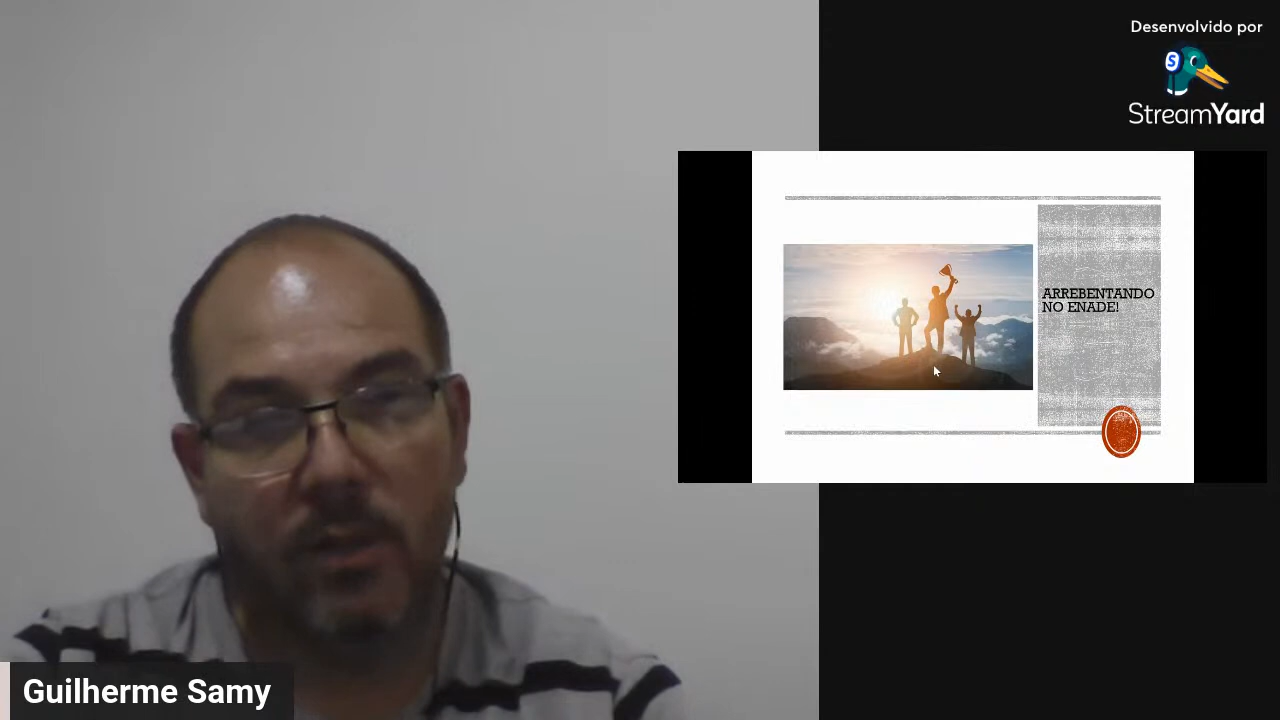 Desenvolvido por
S
StreamYard
ARREBENTANDO
NO ENADE!
Guilherme Samy